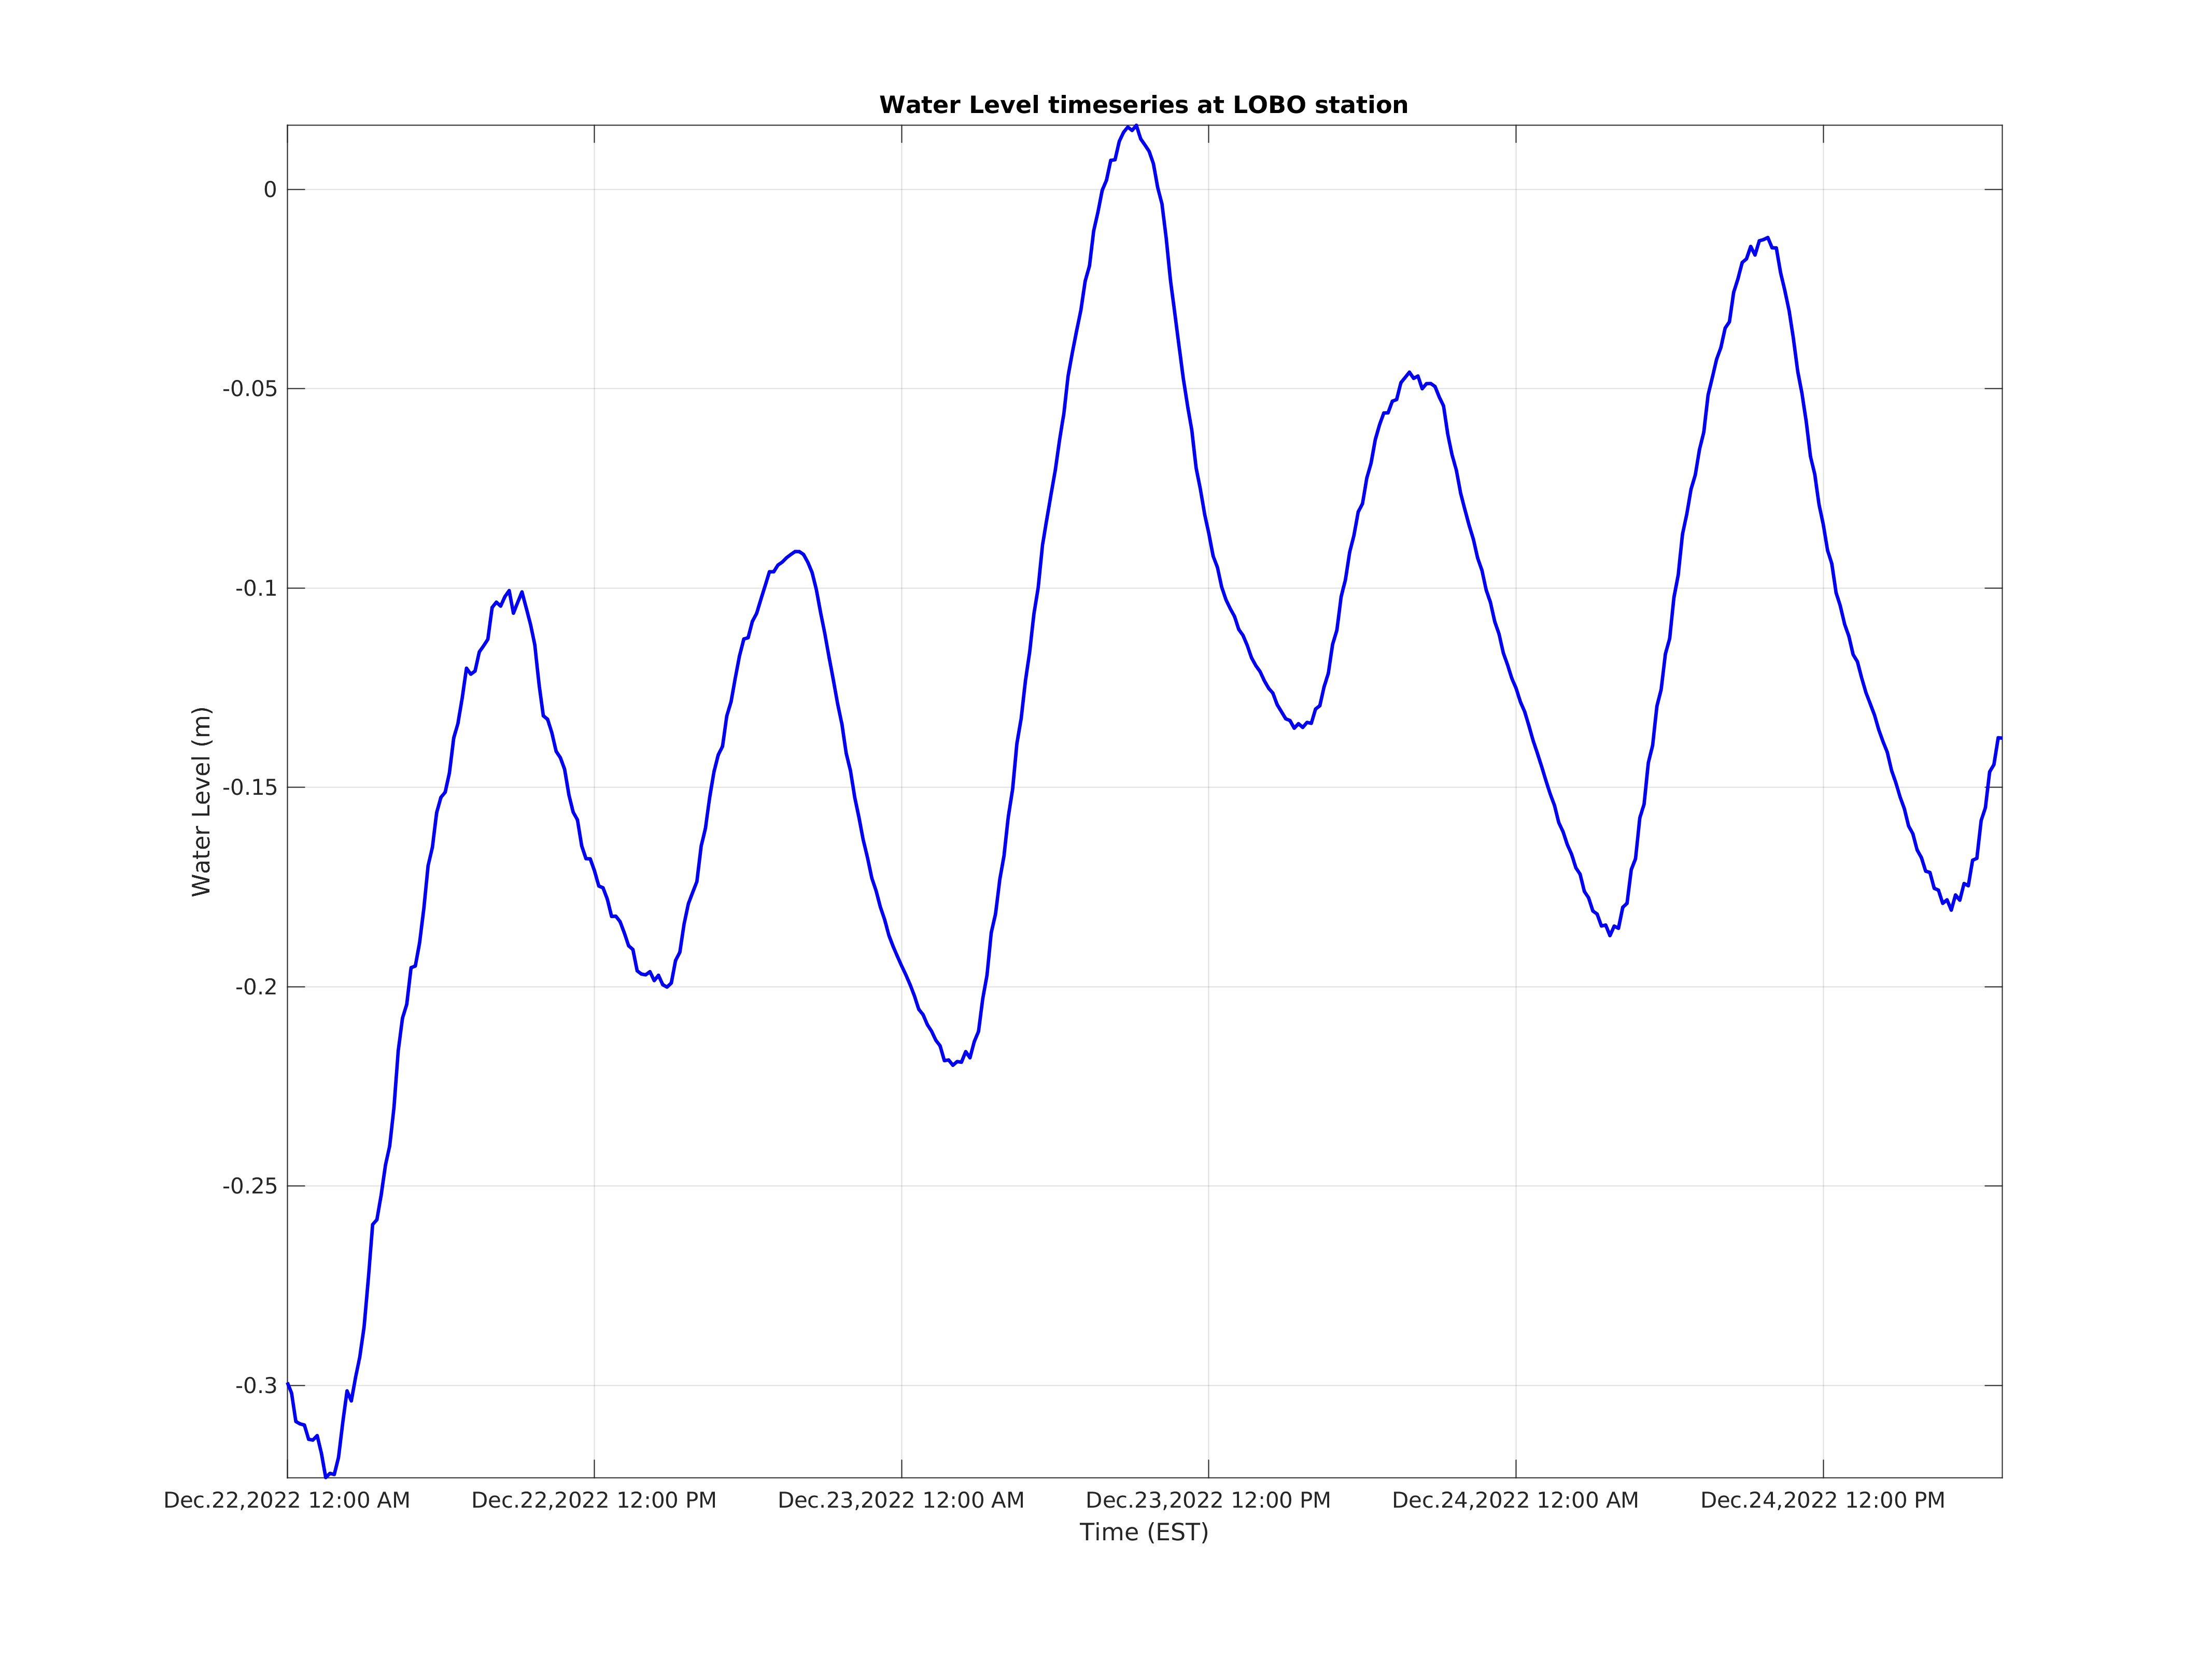 Water Level timeseries at LOBO station
0
-0.05
-0.1
-0.15
-0.2
-0.25
-0.3
Water Level (m)
Dec.22,2022 12:00 AM
Dec.22,2022 12:00 PM
Dec.23,2022 12:00 AM
Dec.23,2022 12:00 PM
Dec.24,2022 12:00 AM
Dec.24,2022 12:00 PM
Time (EST)